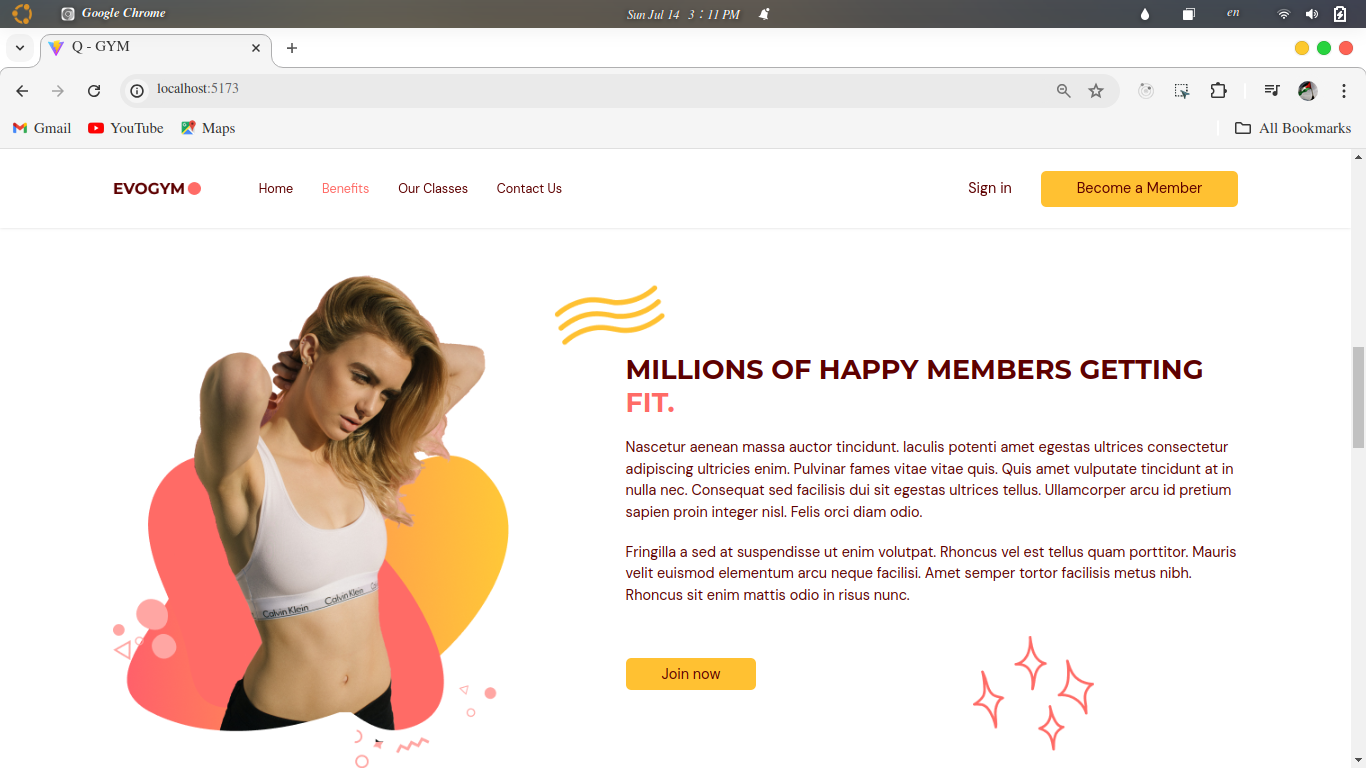 Google Chrome
Sun Jul 14 3 : 11 PM
en
Q - GYM
localhost:5173
Gmail YouTube Maps
All Bookmarks
EVOGYM Home Benefits Our Classes Contact Us Sign in Become a Member
MILLIONS OF HAPPY MEMBERS GETTING
FIT.
Nascetur aenean massa auctor tincidunt. Iaculis potenti amet egestas ultrices consectetur
adipiscing ultricies enim. Pulvinar fames vitae vitae quis. Quis amet vulputate tincidunt at in
nulla nec. Consequat sed facilisis dui sit egestas ultrices tellus. Ullamcorper arcu id pretium
sapien proin integer nisl. Felis orci diam odio.
Fringilla a sed at suspendisse ut enim volutpat. Rhoncus vel est tellus quam porttitor. Mauris
velit euismod elementum arcu neque facilisi. Amet semper tortor facilisis metus nibh.
Rhoncus sit enim mattis odio in risus nunc.
Join now
Calvin Klein Calvin Klein